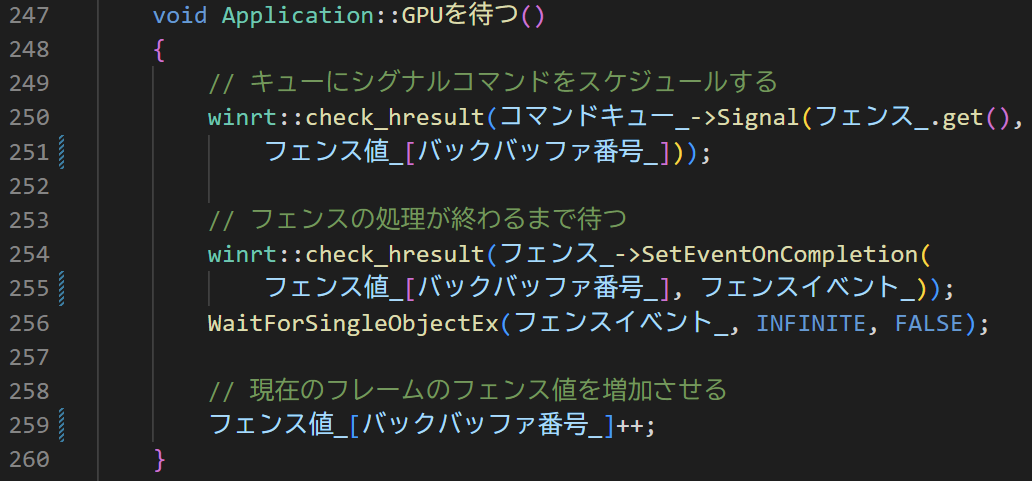 247 void Application::GPUを待つ()
248 {
249 // キューにシグナルコマンドをスケジュールする
250 winrt::check_hresult(コマンドキュー_->Signal(フェンス_.get(),
251 フェンス値_[バックバッファ番号_]));
252
253 // フェンスの処理が終わるまで待つ
254 winrt::check_hresult(フェンス_->SetEventOnCompletion(
255 フェンス値_[バックバッファ番号_], フェンスイベント_));
256 WaitForSingleObjectEx(フェンスイベント_, INFINITE, FALSE);
257
258 // 現在のフレームのフェンス値を増加させる
259 フェンス値_[バックバッファ番号_]++;
260 }